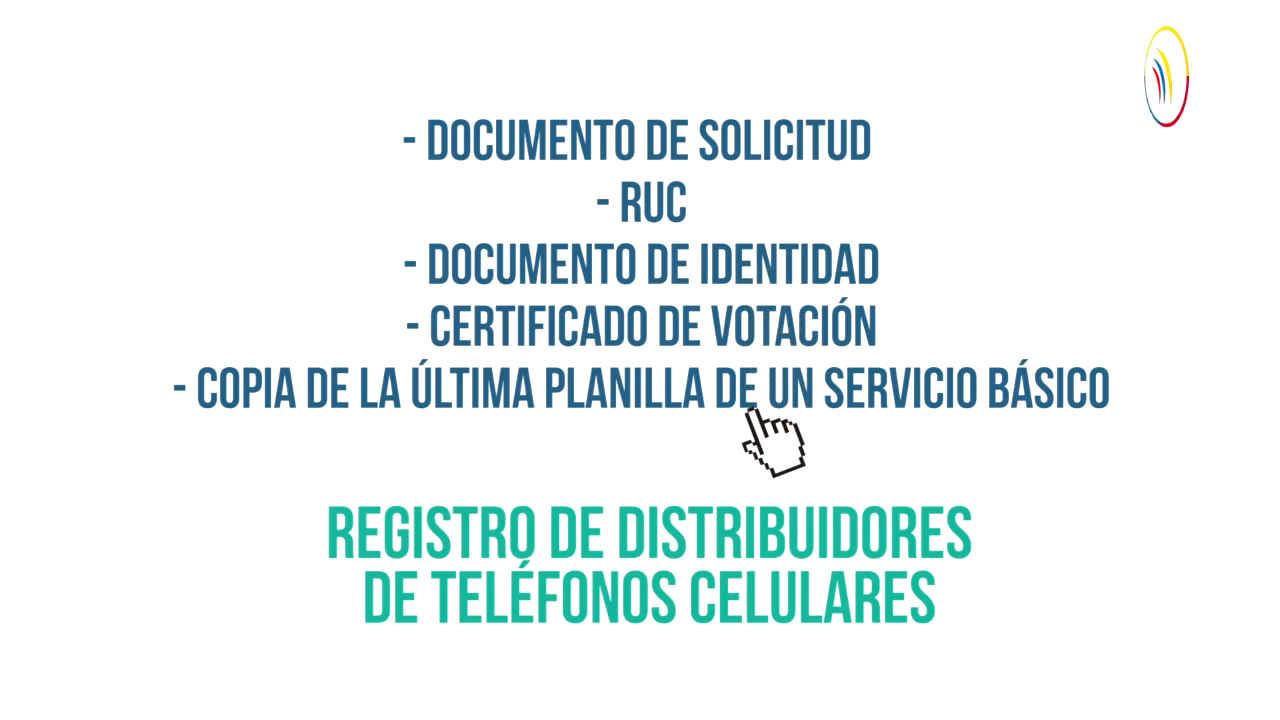 - DOCUMENTO DE SOLICITUD
- RUC
- DOCUMENTO DE IDENTIDAD
- CERTIFICADO DE VOTACIÓN
- COPIA DE LA ÚLTIMA PLANILLA DE UN SERVICIO BÁSICO
REGISTRO DE DISTRIBUIDORES
DE TELÉFONOS CELULARES